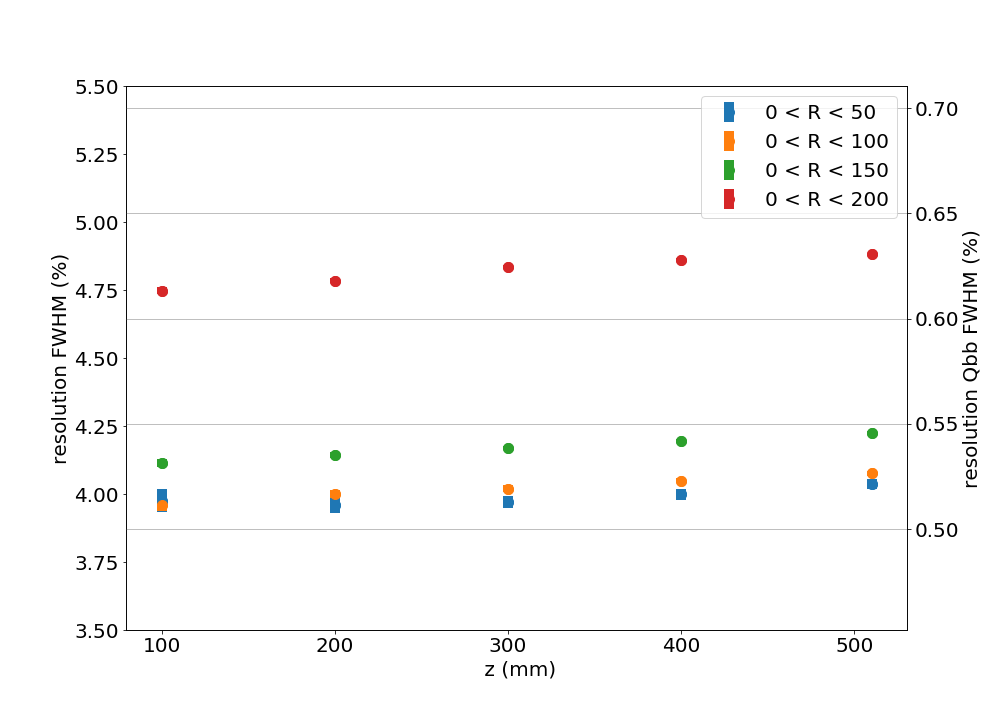 5.50
5.25
5.00
4.75
4.50
4.25
4.00
3.75
3.50
resolution FWHM (%)
100
200
300
400
500
z (mm)
0 < R < 50
0 < R < 100
0 < R < 150
0 < R < 200
0.70
0.65
0.60
0.55
0.50
resolution Qbb FWHM (%)